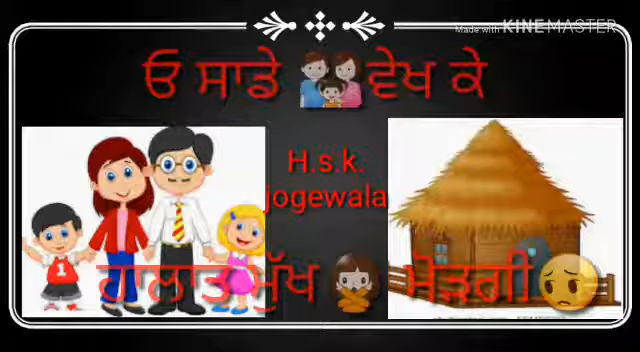 Made with KINEMASTER
ਓ ਸਾਡੇ ਵੇਖ ਕੇ
H.s.k.
jogewala
ਹਾਲਾਤ ਮੁੱਖ ਮੋੜਗੀ